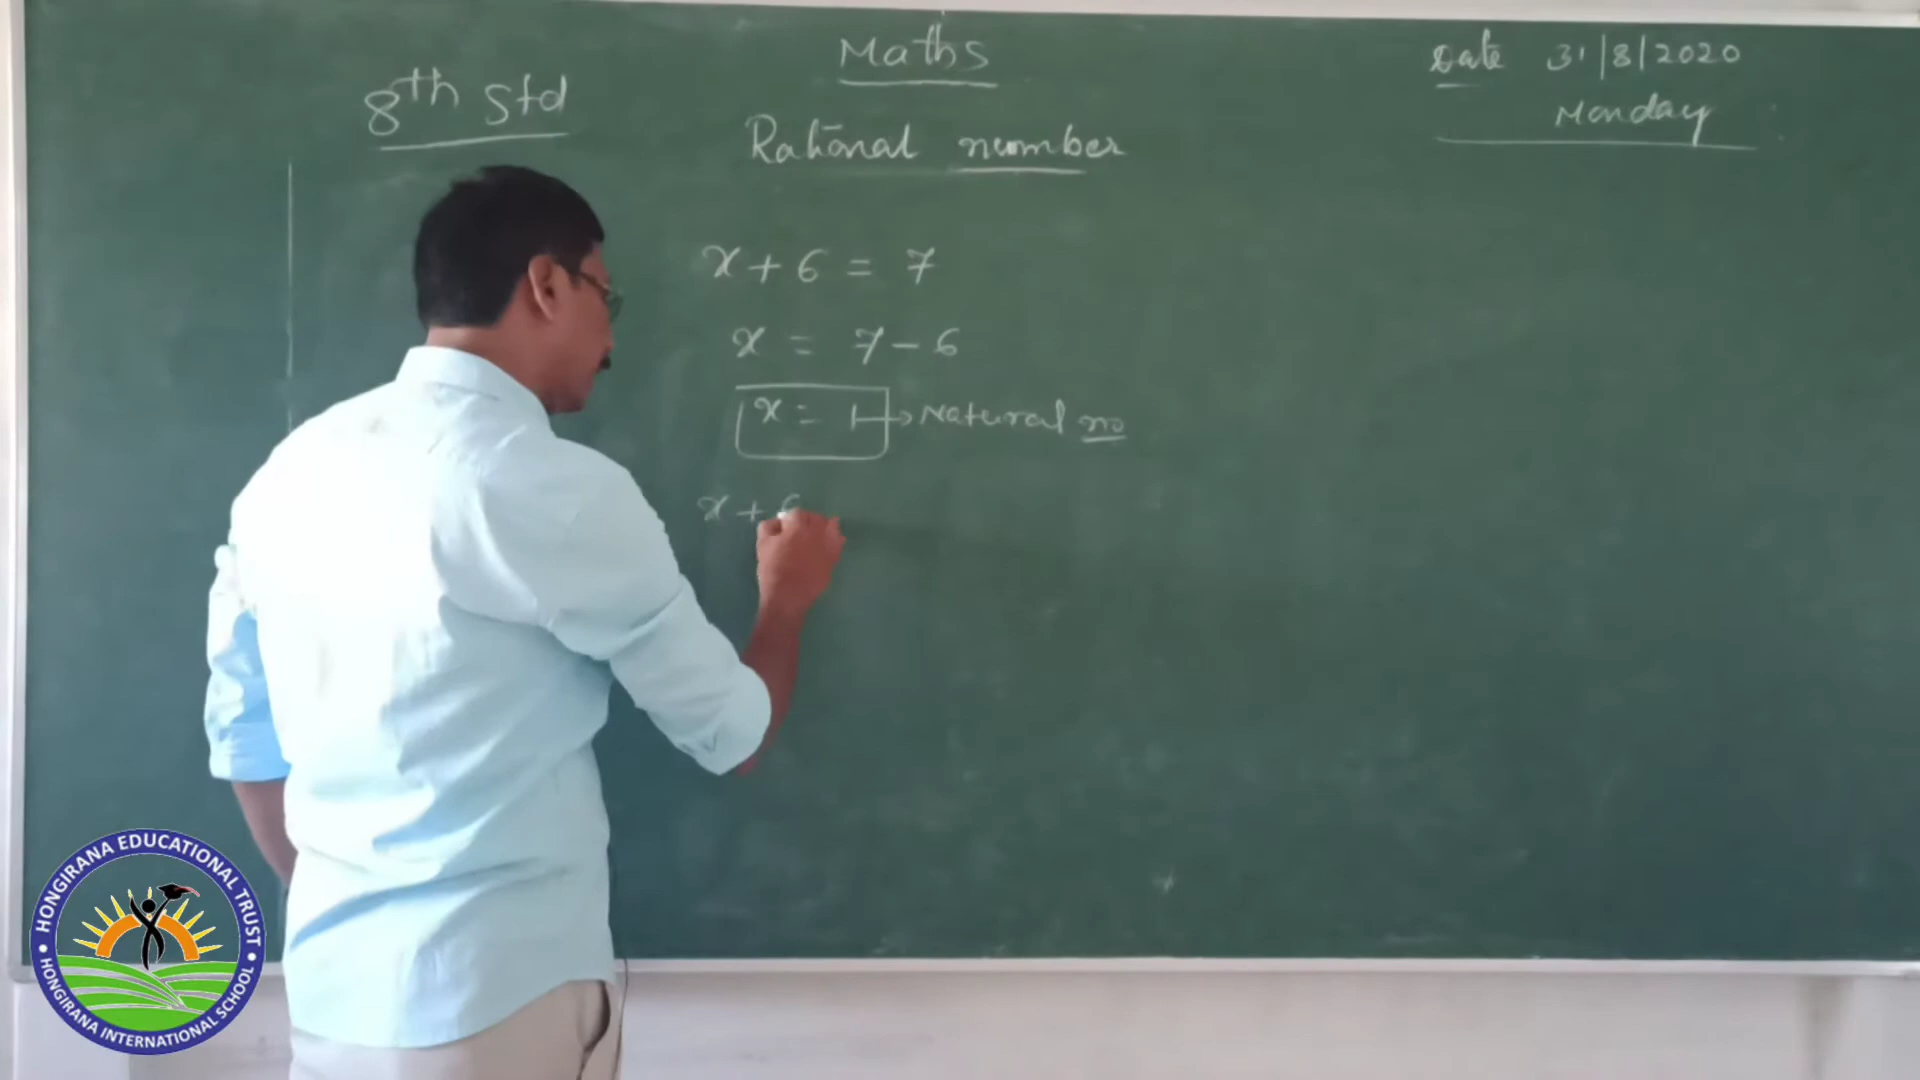 Maths
Date 31/8/2020
Monday
8th Std
Rational number
x + 6 = 7
x = 7 - 6
x = 1 → Natural no
x + 6
HONGIRANA EDUCATIONAL TRUST
HONGIRANA INTERNATIONAL SCHOOL